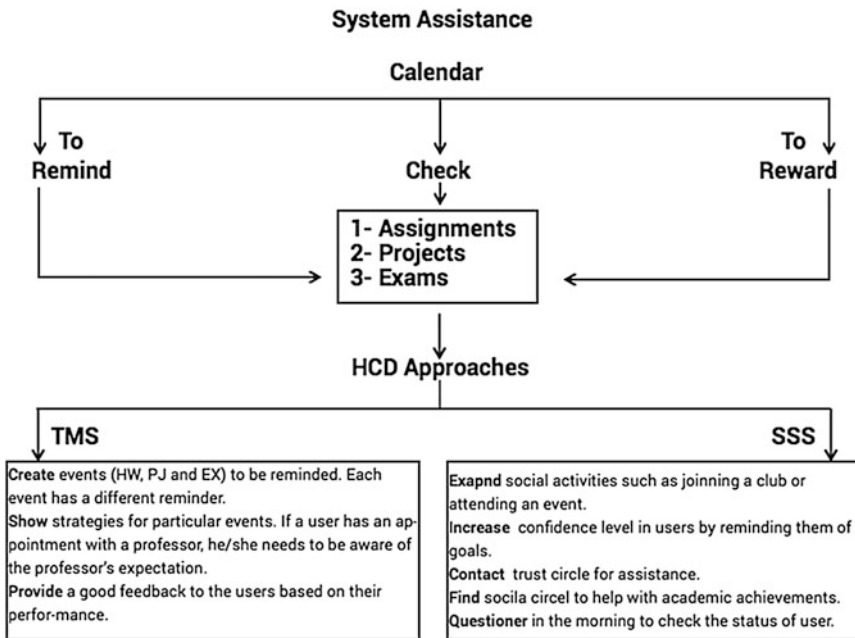 System Assistance
Calendar
To
Remind
Check
To
Reward
1- Assignments
2- Projects
3- Exams
HCD Approaches
TMS
SSS
Create events (HW, PJ and EX) to be reminded. Each
event has a different reminder.
Show strategies for particular events. If a user has an ap-
pointment with a professor, he/she needs to be aware of
the professor's expectation.
Provide a good feedback to the users based on their
perfor-mance.
Exapnd social activities such as joinning a club or
attending an event.
Increase confidence level in users by reminding them of
goals.
Contact trust circle for assistance.
Find socila circel to help with academic achievements.
Questioner in the morning to check the status of user.